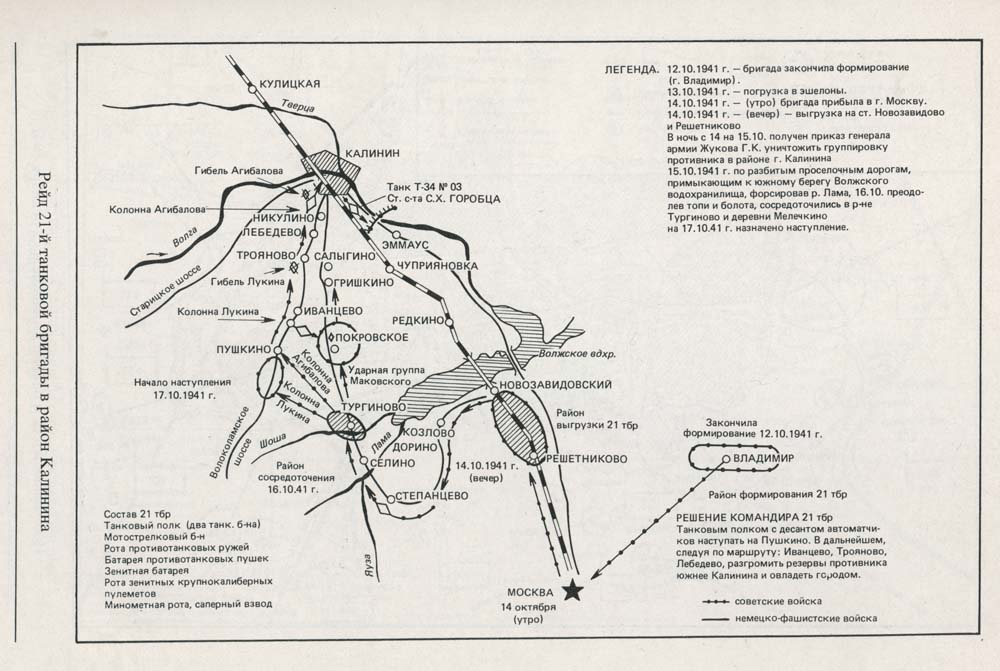 Рейд 21-й танковой бригады в район Калинина
ЛЕГЕНДА. 12.10.1941 г. – бригада закончила формирование
(г. Владимир).
13.10.1941 г. – погрузка в эшелоны.
14.10.1941 г. – (утро) бригада прибыла в г. Москву.
14.10.1941 г. – (вечер) – выгрузка на ст. Новозавидово
и Решетниково
В ночь с 14 на 15.10. получен приказ генерала
армии Жукова Г.К. уничтожить группировку
противника в районе г. Калинина
15.10.1941 г. по разбитым проселочным дорогам,
примыкающим к южному берегу Волжского
водохранилища, форсировав р. Лама, 16.10. преодо-
лев топи и болота, сосредоточились в р-не
Тургиново и деревни Мелечкино
на 17.10.41 г. назначено наступление.
КУЛИЦКАЯ
Тверца
КАЛИНИН
Гибель Агибалова
Танк Т-34 № 03
Ст. с-та С.Х. ГОРОБЦА
Колонна Агибалова
НИКУЛИНО
ЛЕБЕДЕВО
Волга
ЭММАУС
ТРОЯНОВО
САЛЫГИНО
ЧУПРИЯНОВКА
Старицкое шоссе
Гибель Лукина
ГРИШКИНО
Колонна Лукина
ИВАНЦЕВО
РЕДКИНО
ПОКРОВСКОЕ
ПУШКИНО
Волжское вдхр.
Колонна
Агибалова
Ударная группа
Маковского
Начало наступления
17.10.1941 г.
Колонна
Лукина
НОВОЗАВИДОВСКИЙ
ТУРГИНОВО
Волоколамское
шоссе
Шоша
Лама
КОЗЛОВО
ДОРИНО
Район
выгрузки 21 тбр
Закончила
формирование 12.10.1941 г.
ВЛАДИМИР
РЕШЕТНИКОВО
СЕЛИНО
Район
сосредоточения
16.10.41 г.
14.10.1941 г.
(вечер)
СТЕПАНЦЕВО
Район формирования 21 тбр
Яуза
Состав 21 тбр
Танковый полк (два танк. б-на)
Мотострелковый б-н
Рота противотанковых ружей
Батарея противотанковых пушек
Зенитная батарея
Рота зенитных крупнокалиберных
пулеметов
Минометная рота, саперный взвод
РЕШЕНИЕ КОМАНДИРА 21 тбр
Танковым полком с десантом автоматчи-
ков наступать на Пушкино. В дальнейшем,
следуя по маршруту: Иванцево, Трояново,
Лебедево, разгромить резервы противника
южнее Калинина и овладеть городом.
МОСКВА
14 октября
(утро)
советские войска
немецко-фашистские войска